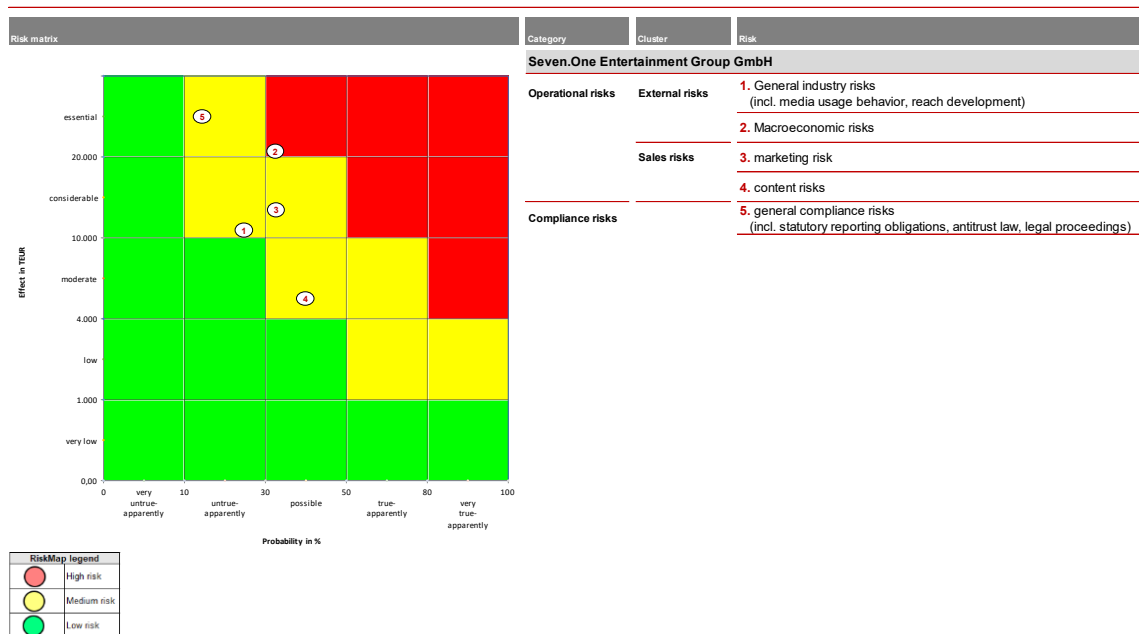 Risk matrix
Category
Cluster
Risk
Seven.One Entertainment Group GmbH
Operational risks
External risks
1. General industry risks
(incl. media usage behavior, reach development)
2. Macroeconomic risks
Sales risks
3. marketing risk
4. content risks
Compliance risks
5. general compliance risks
(incl. statutory reporting obligations, antitrust law, legal proceedings)
Effect in TEUR
essential
20.000
considerable
10.000
moderate
4.000
low
1.000
very low
0,00
5
2
3
1
4
0
10
30
50
80
100
very
untrue-
apparently
untrue-
apparently
possible
true-
apparently
very
true-
apparently
Probability in %
RiskMap legend
High risk
Medium risk
Low risk